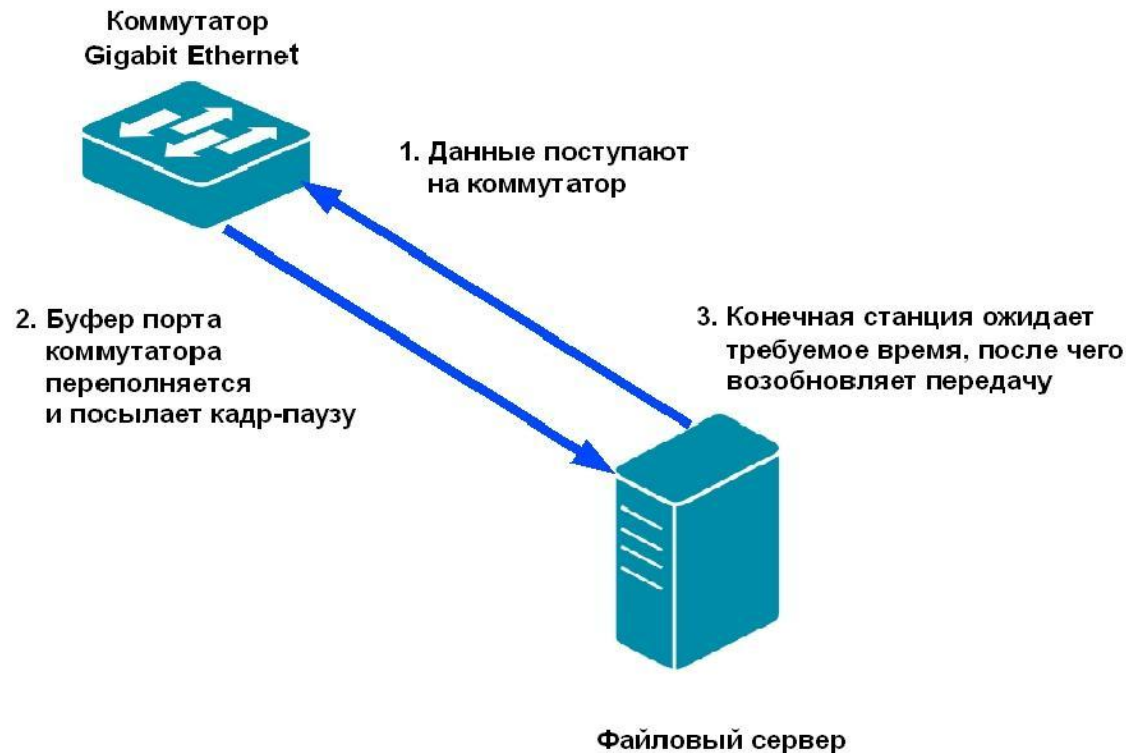 Коммутатор
Gigabit Ethernet
1. Данные поступают
на коммутатор
2. Буфер порта
коммутатора
переполняется
и посылает кадр-паузу
3. Конечная станция ожидает
требуемое время, после чего
возобновляет передачу
Файловый сервер